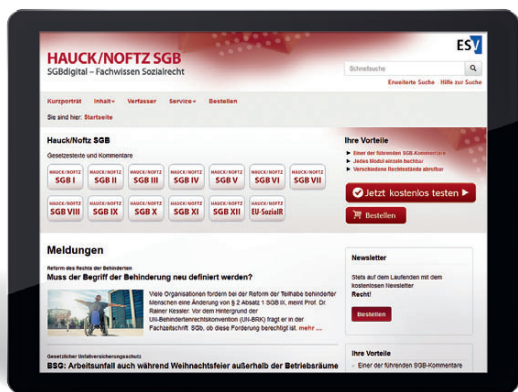 ESV
HAUCK/NOFTZ SGB
SGBdigital – Fachwissen Sozialrecht
Schnellsuche
Erweiterte Suche Hilfe zur Suche
Kurzporträt Inhalt Verfasser Service Bestellen
Sie sind hier: Startseite
Hauck/Noftz SGB
Gesetzestexte und Kommentare
HAUCK/NOFTZ SGB I
HAUCK/NOFTZ SGB II
HAUCK/NOFTZ SGB III
HAUCK/NOFTZ SGB IV
HAUCK/NOFTZ SGB V
HAUCK/NOFTZ SGB VI
HAUCK/NOFTZ SGB VII
HAUCK/NOFTZ SGB VIII
HAUCK/NOFTZ SGB IX
HAUCK/NOFTZ SGB X
HAUCK/NOFTZ SGB XI
HAUCK/NOFTZ SGB XII
HAUCK/NOFTZ EU-SozialR
Ihre Vorteile
Einer der führenden SGB-Kommentare
Jedes Modul einzeln buchbar
Verschiedene Rechtsstände abrufbar
Jetzt kostenlos testen
Bestellen
Meldungen
Reform des Rechts der Behinderten
Muss der Begriff der Behinderung neu definiert werden?
Viele Organisationen fordern bei der Reform der Teilhabe behinderter
Menschen eine Änderung von § 2 Absatz 1 SGB IX, meint Prof. Dr.
Rainer Kessler. Vor dem Hintergrund der
UN-Behindertenrechtskonvention (UN-BRK) fragt er in der
Fachzeitschrift SGb, ob diese Forderung berechtigt ist. mehr ...
Gesetzlicher Unfallversicherungsschutz
BSG: Arbeitsunfall auch während Weihnachtsfeier außerhalb der Betriebsräume
Newsletter
Stets auf dem Laufenden mit dem
kostenlosen Newsletter
Recht!
Bestellen
Ihre Vorteile
- Einer der führenden SGB-Kommentare